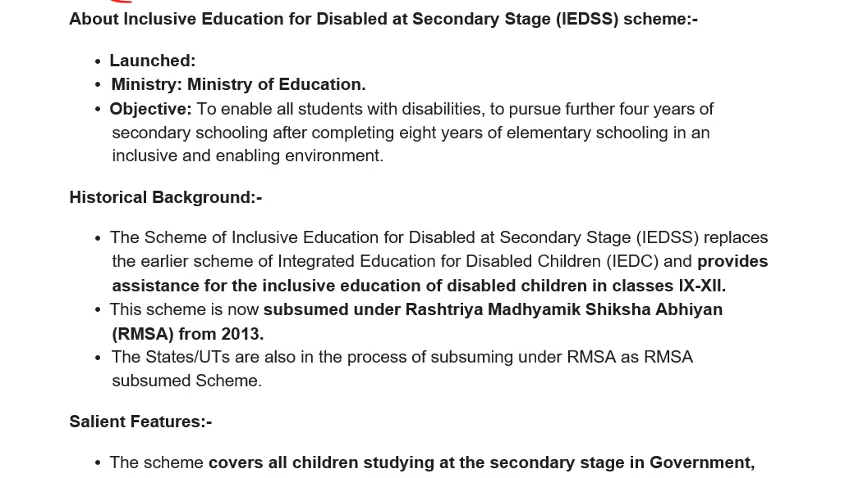 About Inclusive Education for Disabled at Secondary Stage (IEDSS) scheme:-
• Launched:
• Ministry: Ministry of Education.
• Objective: To enable all students with disabilities, to pursue further four years of
secondary schooling after completing eight years of elementary schooling in an
inclusive and enabling environment.
Historical Background:-
• The Scheme of Inclusive Education for Disabled at Secondary Stage (IEDSS) replaces
the earlier scheme of Integrated Education for Disabled Children (IEDC) and provides
assistance for the inclusive education of disabled children in classes IX-XII.
• This scheme is now subsumed under Rashtriya Madhyamik Shiksha Abhiyan
(RMSA) from 2013.
• The States/UTs are also in the process of subsuming under RMSA as RMSA
subsumed Scheme.
Salient Features:-
• The scheme covers all children studying at the secondary stage in Government,